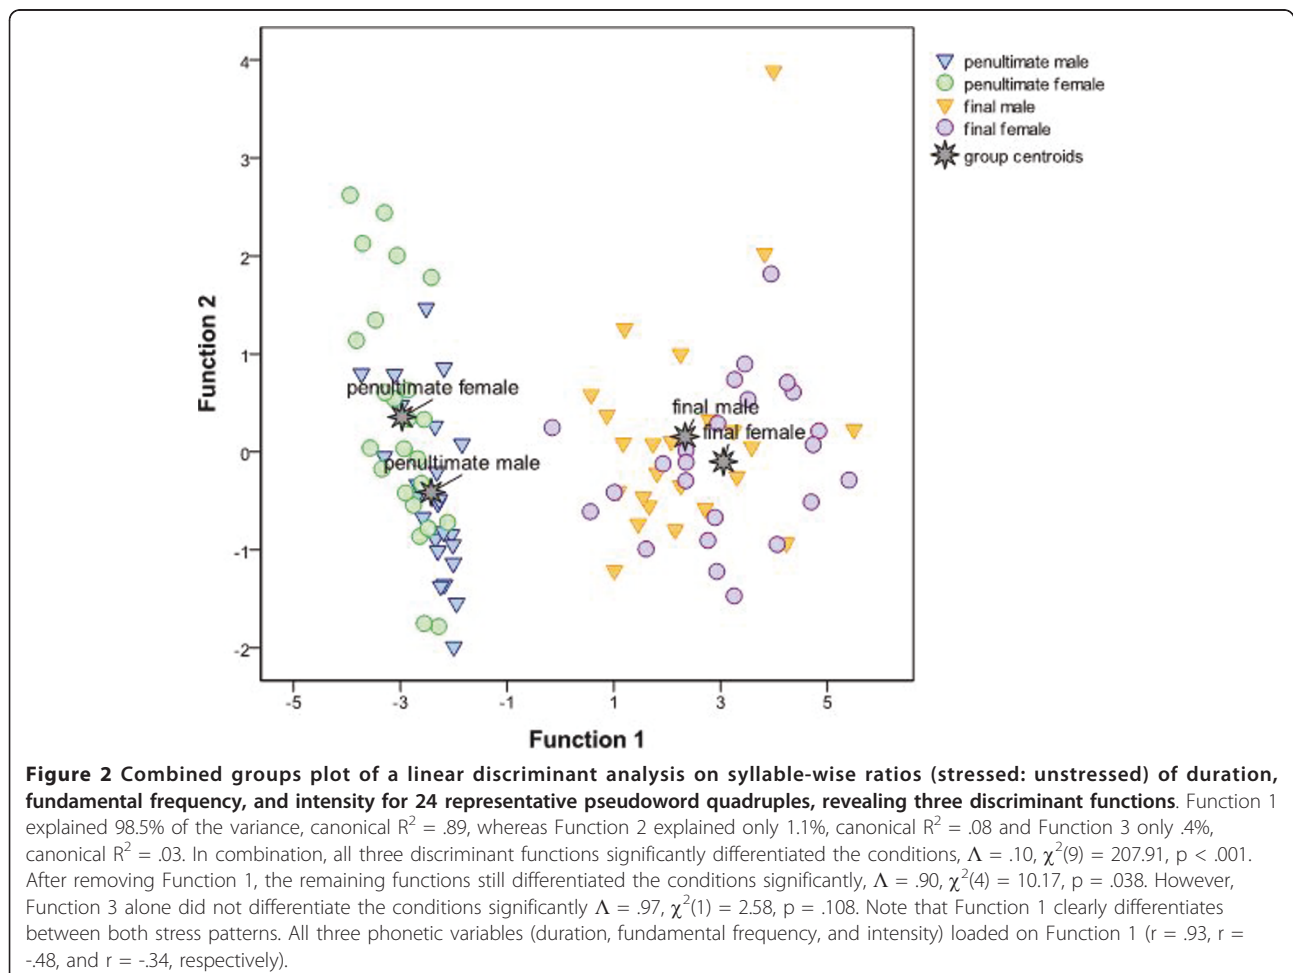 4
3
2
1
0
-1
-2
Function 2
-5
-3
-1
1
3
5
Function 1
penultimate male
penultimate female
final male
final female
group centroids
penultimate female
final male
final female
penultimate male
Figure 2 Combined groups plot of a linear discriminant analysis on syllable-wise ratios (stressed: unstressed) of duration,
fundamental frequency, and intensity for 24 representative pseudoword quadruples, revealing three discriminant functions. Function 1
explained 98.5% of the variance, canonical R² = .89, whereas Function 2 explained only 1.1%, canonical R² = .08 and Function 3 only .4%,
canonical R² = .03. In combination, all three discriminant functions significantly differentiated the conditions, Λ = .10, χ²(9) = 207.91, p < .001.
After removing Function 1, the remaining functions still differentiated the conditions significantly, Λ = .90, χ²(4) = 10.17, p = .038. However,
Function 3 alone did not differentiate the conditions significantly Λ = .97, χ²(1) = 2.58, p = .108. Note that Function 1 clearly differentiates
between both stress patterns. All three phonetic variables (duration, fundamental frequency, and intensity) loaded on Function 1 (r = .93, r =
-.48, and r = -.34, respectively).